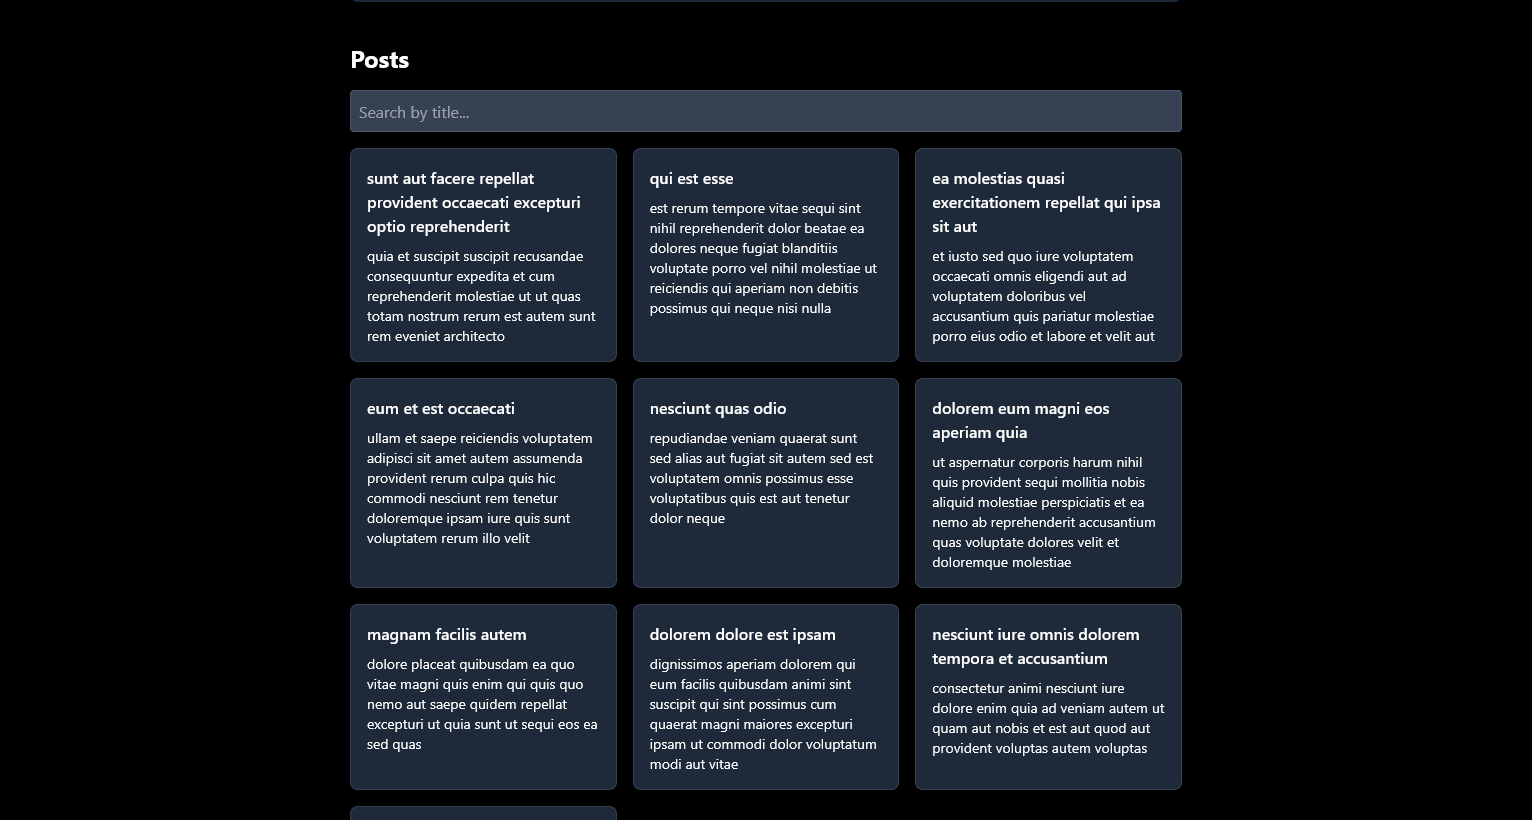 Posts
Search by title...
sunt aut facere repellat
provident occaecati excepturi
optio reprehenderit
quia et suscipit suscipit recusandae
consequuntur expedita et cum
reprehenderit molestiae ut ut quas
totam nostrum rerum est autem sunt
rem eveniet architecto
qui est esse
est rerum tempore vitae sequi sint
nihil reprehenderit dolor beatae ea
dolores neque fugiat blanditiis
voluptate porro vel nihil molestiae ut
reiciendis qui aperiam non debitis
possimus qui neque nisi nulla
ea molestias quasi
exercitationem repellat qui ipsa
sit aut
et iusto sed quo iure voluptatem
occaecati omnis eligendi aut ad
voluptatem doloribus vel
accusantium quis pariatur molestiae
porro eius odio et labore et velit aut
eum et est occaecati
ullam et saepe reiciendis voluptatem
adipisci sit amet autem assumenda
provident rerum culpa quis hic
commodi nesciunt rem tenetur
doloremque ipsam iure quis sunt
voluptatem rerum illo velit
nesciunt quas odio
repudiandae veniam quaerat sunt
sed alias aut fugiat sit autem sed est
voluptatem omnis possimus esse
voluptatibus quis est aut tenetur
dolor neque
dolorem eum magni eos
aperiam quia
ut aspernatur corporis harum nihil
quis provident sequi mollitia nobis
aliquid molestiae perspiciatis et ea
nemo ab reprehenderit accusantium
quas voluptate dolores velit et
doloremque molestiae
magnam facilis autem
dolore placeat quibusdam ea quo
vitae magni quis enim qui quis quo
nemo aut saepe quidem repellat
excepturi ut quia sunt ut sequi eos ea
sed quas
dolorem dolore est ipsam
dignissimos aperiam dolorem qui
eum facilis quibusdam animi sint
suscipit qui sint possimus cum
quaerat magni maiores excepturi
ipsam ut commodi dolor voluptatum
modi aut vitae
nesciunt iure omnis dolorem
tempora et accusantium
consectetur animi nesciunt iure
dolore enim quia ad veniam autem ut
quam aut nobis et est aut quod aut
provident voluptas autem voluptas